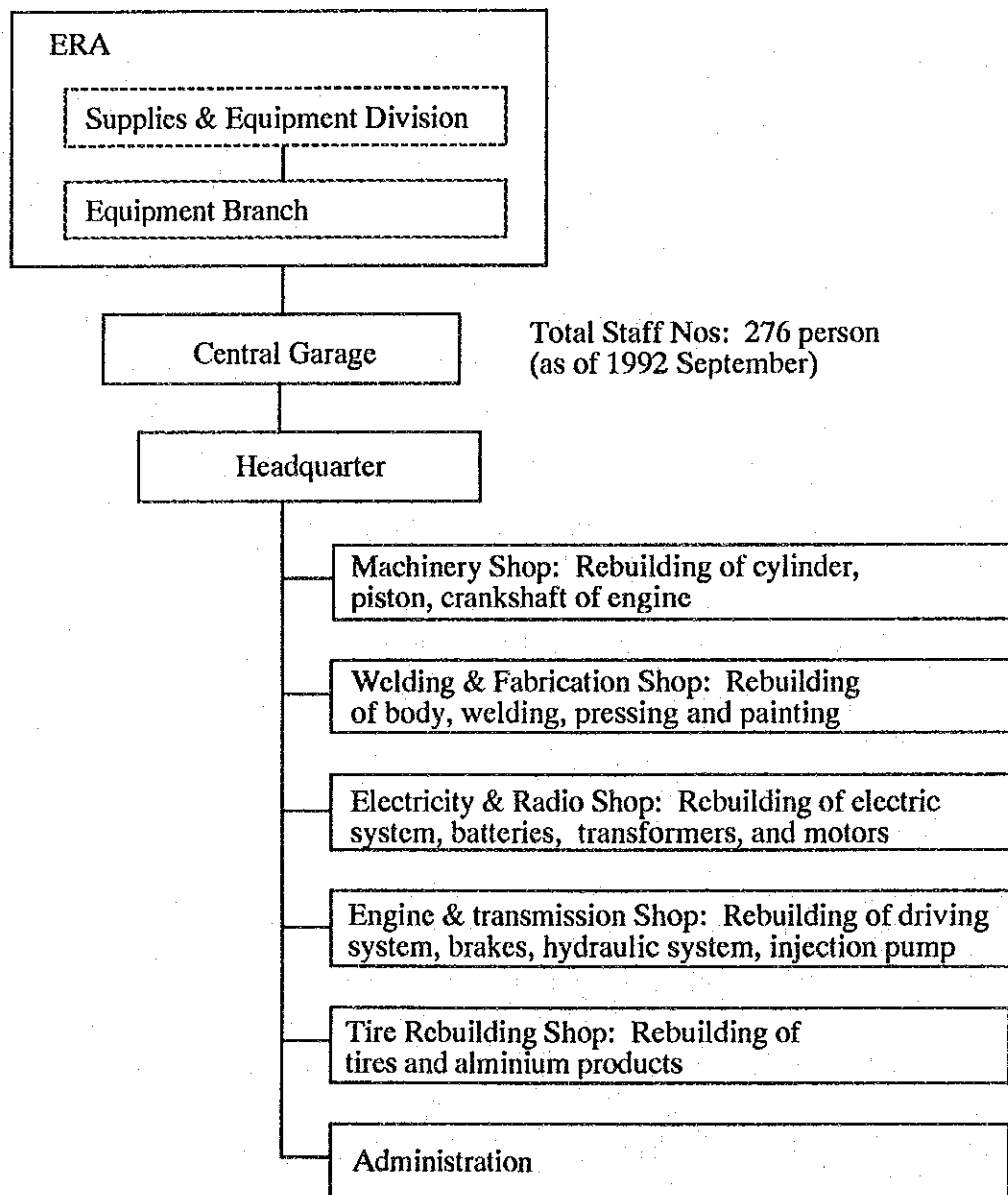 ERA
Supplies & Equipment Division
Equipment Branch
Central Garage
Total Staff Nos: 276 person
(as of 1992 September)
Headquarter
Machinery Shop: Rebuilding of cylinder,
piston, crankshaft of engine
Welding & Fabrication Shop: Rebuilding
of body, welding, pressing and painting
Electricity & Radio Shop: Rebuilding of electric
system, batteries, transformers, and motors
Engine & transmission Shop: Rebuilding of driving
system, brakes, hydraulic system, injection pump
Tire Rebuilding Shop: Rebuilding of
tires and alminium products
Administration